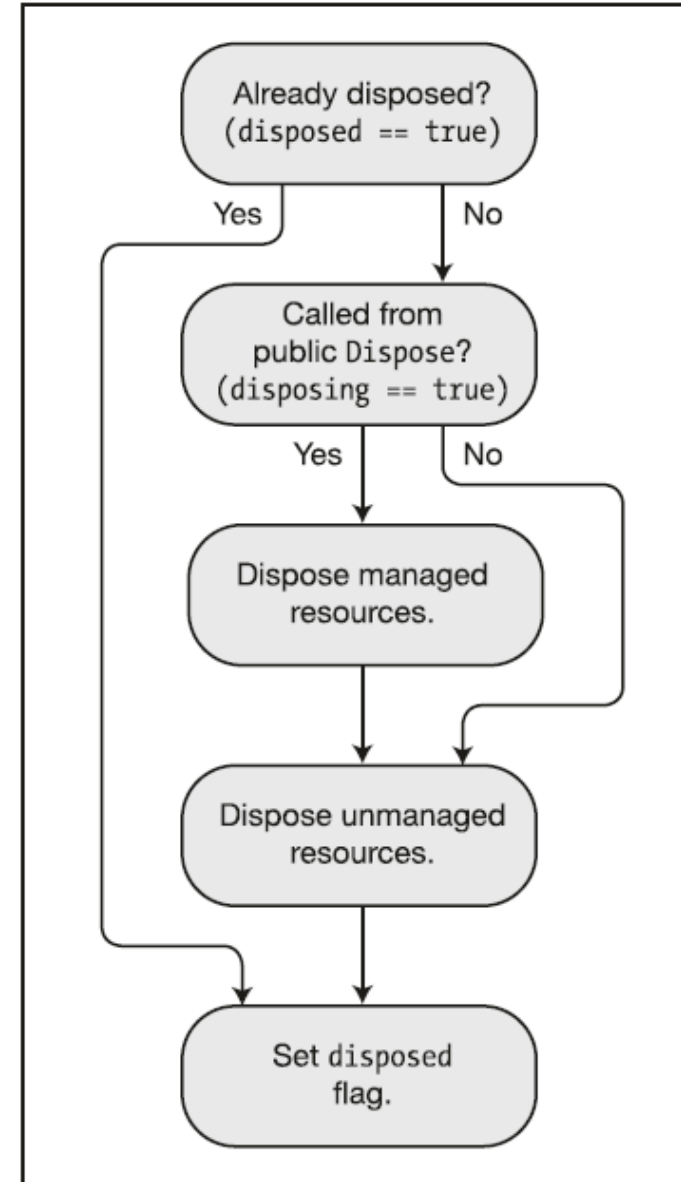 Already disposed?
(disposed == true)
Yes
No
Called from
public Dispose?
(disposing == true)
Yes
No
Dispose managed
resources.
Dispose unmanaged
resources.
Set disposed
flag.